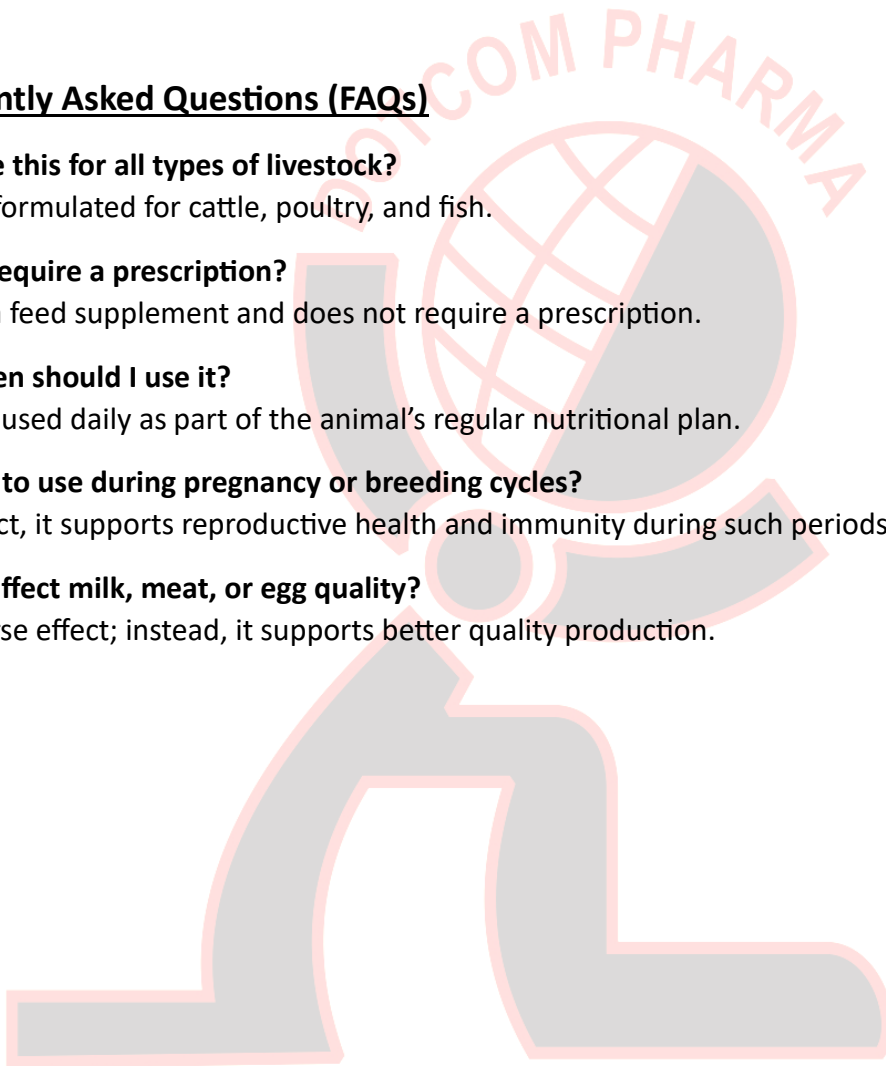 DOTCOM PHARMA
ntly Asked Questions (FAQs)
e this for all types of livestock?
formulated for cattle, poultry, and fish.
equire a prescription?
feed supplement and does not require a prescription.
en should I use it?
used daily as part of the animal’s regular nutritional plan.
to use during pregnancy or breeding cycles?
ct, it supports reproductive health and immunity during such periods
ffect milk, meat, or egg quality?
rse effect; instead, it supports better quality production.